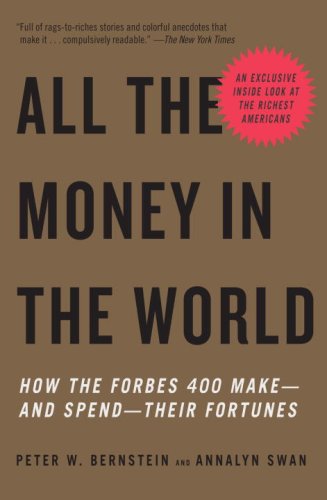 "Full of rags-to-riches stories and colorful anecdotes that
make it . . . compulsively readable." —The New York Times
ALL THE
MONEY IN
THE WORLD
AN EXCLUSIVE
INSIDE LOOK AT
THE RICHEST
AMERICANS
HOW THE FORBES 400 MAKE—
AND SPEND—THEIR FORTUNES
PETER W. BERNSTEIN AND ANNALYN SWAN